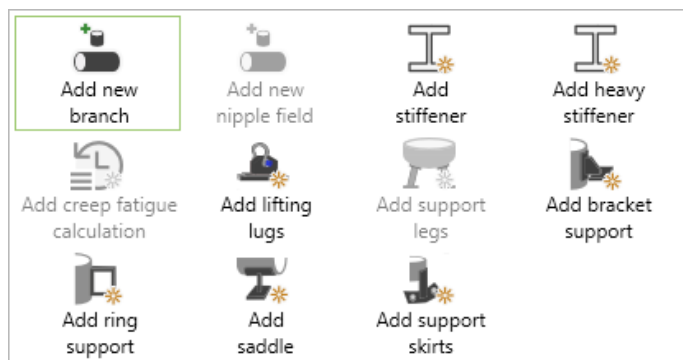 Add new
branch
Add new
nipple field
Add
stiffener
Add heavy
stiffener
Add creep fatigue
calculation
Add lifting
lugs
Add support
legs
Add bracket
support
Add ring
support
Add
saddle
Add support
skirts